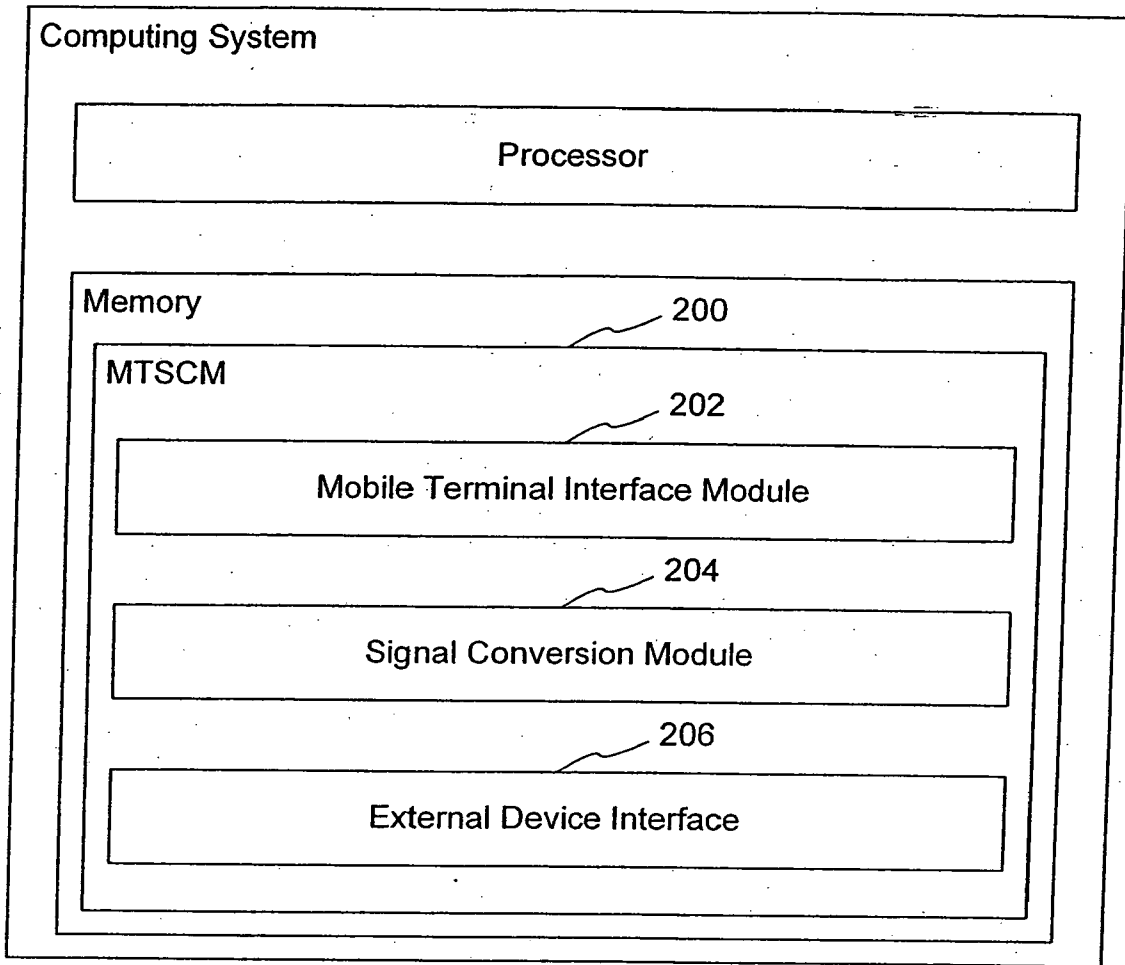 Computing System
Processor
Memory
200
MTSCM
202
Mobile Terminal Interface Module
204
Signal Conversion Module
206
External Device Interface